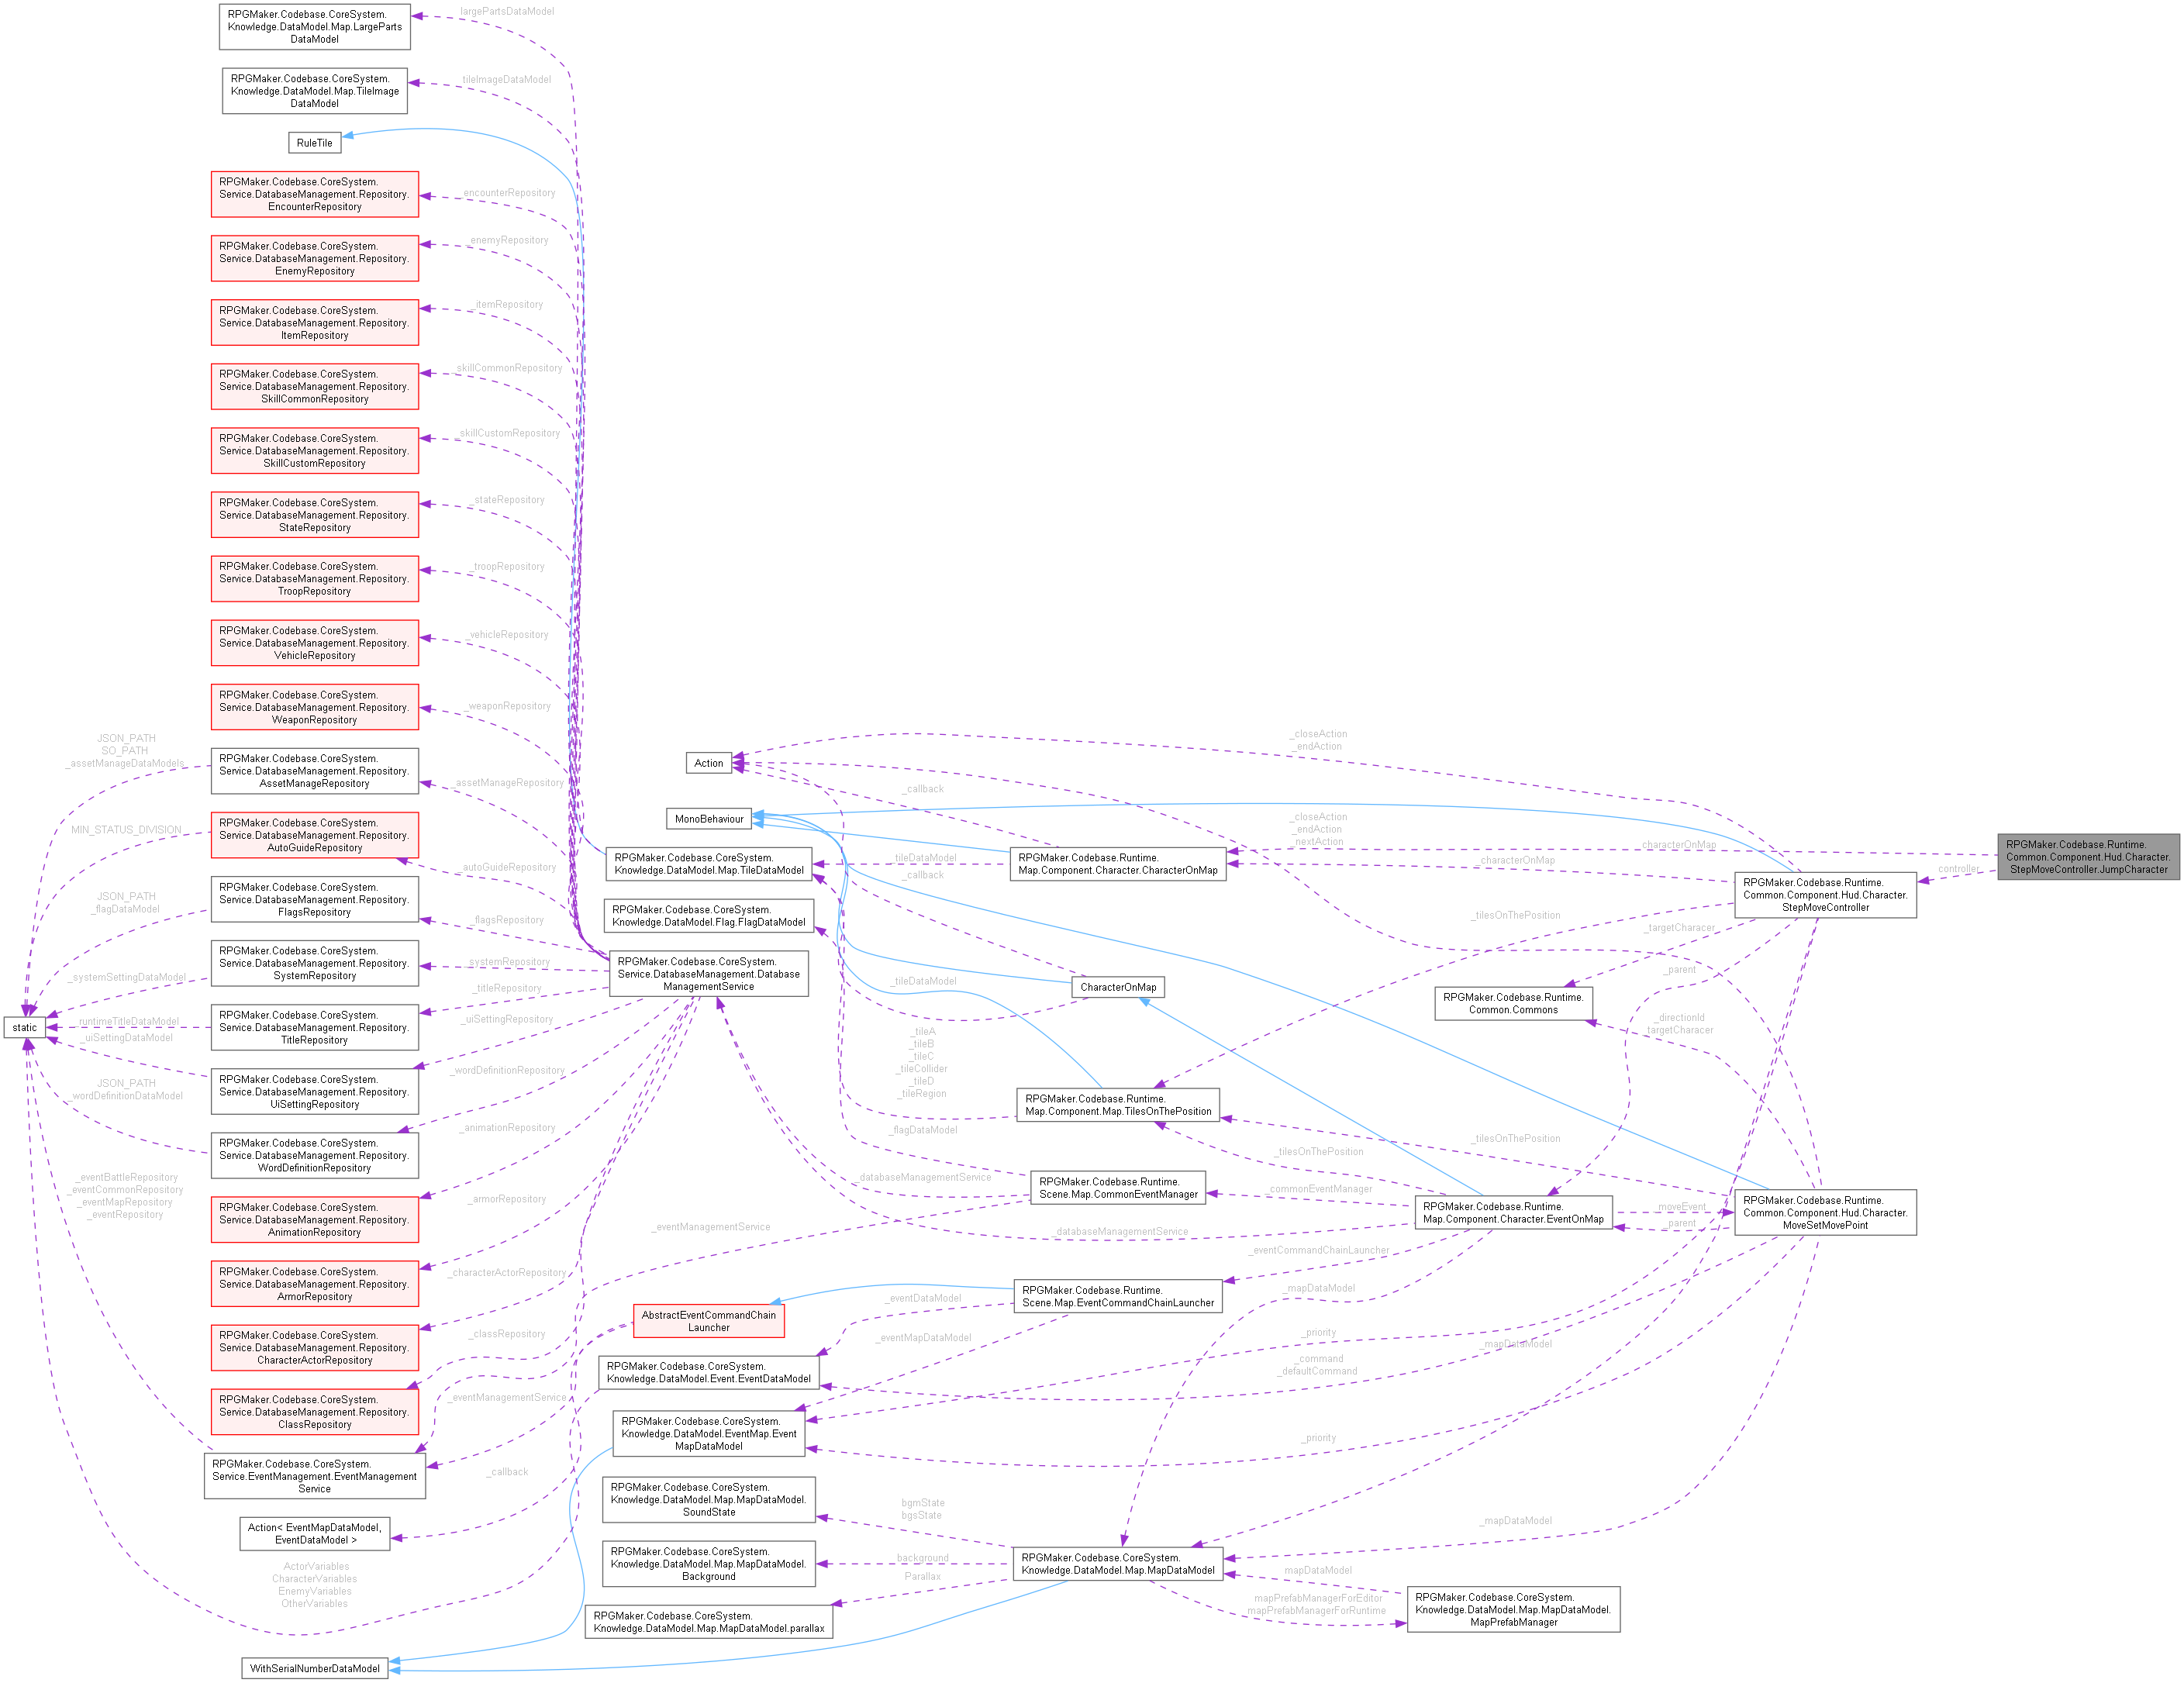 RPGMaker.Codebase.CoreSystem.
Knowledge.DataModel.Map.LargeParts
DataModel
largePartsDataModel
RPGMaker.Codebase.CoreSystem.
Knowledge.DataModel.Map.TileImage
DataModel
tileImageDataModel
RuleTile
RPGMaker.Codebase.CoreSystem.
Service.DatabaseManagement.Repository.
EncounterRepository
_encounterRepository
RPGMaker.Codebase.CoreSystem.
Service.DatabaseManagement.Repository.
EnemyRepository
_enemyRepository
RPGMaker.Codebase.CoreSystem.
Service.DatabaseManagement.Repository.
ItemRepository
_itemRepository
RPGMaker.Codebase.CoreSystem.
Service.DatabaseManagement.Repository.
SkillCommonRepository
_skillCommonRepository
RPGMaker.Codebase.CoreSystem.
Service.DatabaseManagement.Repository.
SkillCustomRepository
_skillCustomRepository
RPGMaker.Codebase.CoreSystem.
Service.DatabaseManagement.Repository.
StateRepository
_stateRepository
RPGMaker.Codebase.CoreSystem.
Service.DatabaseManagement.Repository.
TroopRepository
_troopRepository
RPGMaker.Codebase.CoreSystem.
Service.DatabaseManagement.Repository.
VehicleRepository
_vehicleRepository
RPGMaker.Codebase.CoreSystem.
Service.DatabaseManagement.Repository.
WeaponRepository
_weaponRepository
JSON_PATH
SO_PATH
_assetManageDataModels
RPGMaker.Codebase.CoreSystem.
Service.DatabaseManagement.Repository.
AssetManageRepository
_assetManageRepository
MIN_STATUS_DIVISION
RPGMaker.Codebase.CoreSystem.
Service.DatabaseManagement.Repository.
AutoGuideRepository
_autoGuideRepository
JSON_PATH
_flagDataModel
RPGMaker.Codebase.CoreSystem.
Service.DatabaseManagement.Repository.
FlagsRepository
_flagsRepository
_systemSettingDataModel
RPGMaker.Codebase.CoreSystem.
Service.DatabaseManagement.Repository.
SystemRepository
_systemRepository
static
_runtimeTitleDataModel
RPGMaker.Codebase.CoreSystem.
Service.DatabaseManagement.Repository.
TitleRepository
_titleRepository
_uiSettingDataModel
RPGMaker.Codebase.CoreSystem.
Service.DatabaseManagement.Repository.
UiSettingRepository
_uiSettingRepository
JSON_PATH
_wordDefinitionDataModel
RPGMaker.Codebase.CoreSystem.
Service.DatabaseManagement.Repository.
WordDefinitionRepository
_wordDefinitionRepository
_eventBattleRepository
_eventCommonRepository
_eventMapRepository
_eventRepository
RPGMaker.Codebase.CoreSystem.
Service.DatabaseManagement.Repository.
AnimationRepository
_animationRepository
RPGMaker.Codebase.CoreSystem.
Service.DatabaseManagement.Repository.
ArmorRepository
_armorRepository
RPGMaker.Codebase.CoreSystem.
Service.DatabaseManagement.Repository.
CharacterActorRepository
_characterActorRepository
RPGMaker.Codebase.CoreSystem.
Service.DatabaseManagement.Repository.
ClassRepository
_classRepository
RPGMaker.Codebase.CoreSystem.
Service.EventManagement.EventManagement
Service
_eventManagementService
Action< EventMapDataModel,
EventDataModel >
_callback
ActorVariables
CharacterVariables
EnemyVariables
OtherVariables
WithSerialNumberDataModel
RPGMaker.Codebase.CoreSystem.
Knowledge.DataModel.Map.TileDataModel
RPGMaker.Codebase.CoreSystem.
Knowledge.DataModel.Flag.FlagDataModel
RPGMaker.Codebase.CoreSystem.
Service.DatabaseManagement.Database
ManagementService
Action
MonoBehaviour
_callback
tileDataModel
_callback
RPGMaker.Codebase.Runtime.
Map.Component.Character.CharacterOnMap
_tileDataModel
CharacterOnMap
_tileA
_tileB
_tileC
_tileCollider
_tileD
_tileRegion
RPGMaker.Codebase.Runtime.
Map.Component.Map.TilesOnThePosition
_flagDataModel
_databaseManagementService
RPGMaker.Codebase.Runtime.
Scene.Map.CommonEventManager
_eventManagementService
_databaseManagementService
RPGMaker.Codebase.Runtime.
Scene.Map.EventCommandChainLauncher
AbstractEventCommandChain
Launcher
_eventDataModel
_eventMapDataModel
RPGMaker.Codebase.CoreSystem.
Knowledge.DataModel.Event.EventDataModel
RPGMaker.Codebase.CoreSystem.
Knowledge.DataModel.EventMap.Event
MapDataModel
RPGMaker.Codebase.CoreSystem.
Knowledge.DataModel.Map.MapDataModel.
SoundState
bgmState
bgsState
RPGMaker.Codebase.CoreSystem.
Knowledge.DataModel.Map.MapDataModel.
Background
background
Parallax
RPGMaker.Codebase.CoreSystem.
Knowledge.DataModel.Map.MapDataModel.parallax
RPGMaker.Codebase.CoreSystem.
Knowledge.DataModel.Map.MapDataModel
mapDataModel
mapPrefabManagerForEditor
mapPrefabManagerForRuntime
RPGMaker.Codebase.CoreSystem.
Knowledge.DataModel.Map.MapDataModel.
MapPrefabManager
_closeAction
_endAction
_closeAction
_endAction
_nextAction
_characterOnMap
_characterOnMap
_tilesOnThePosition
_targetCharacer
_parent
RPGMaker.Codebase.Runtime.
Common.Commons
_directionId
_targetCharacer
_tilesOnThePosition
_tilesOnThePosition
_commonEventManager
RPGMaker.Codebase.Runtime.
Map.Component.Character.EventOnMap
moveEvent
_parent
_eventCommandChainLauncher
_mapDataModel
_priority
_command
_defaultCommand
_mapDataModel
_priority
_mapDataModel
RPGMaker.Codebase.Runtime.
Common.Component.Hud.Character.
StepMoveController
RPGMaker.Codebase.Runtime.
Common.Component.Hud.Character.
MoveSetMovePoint
controller
RPGMaker.Codebase.Runtime.
Common.Component.Hud.Character.
StepMoveController.JumpCharacter